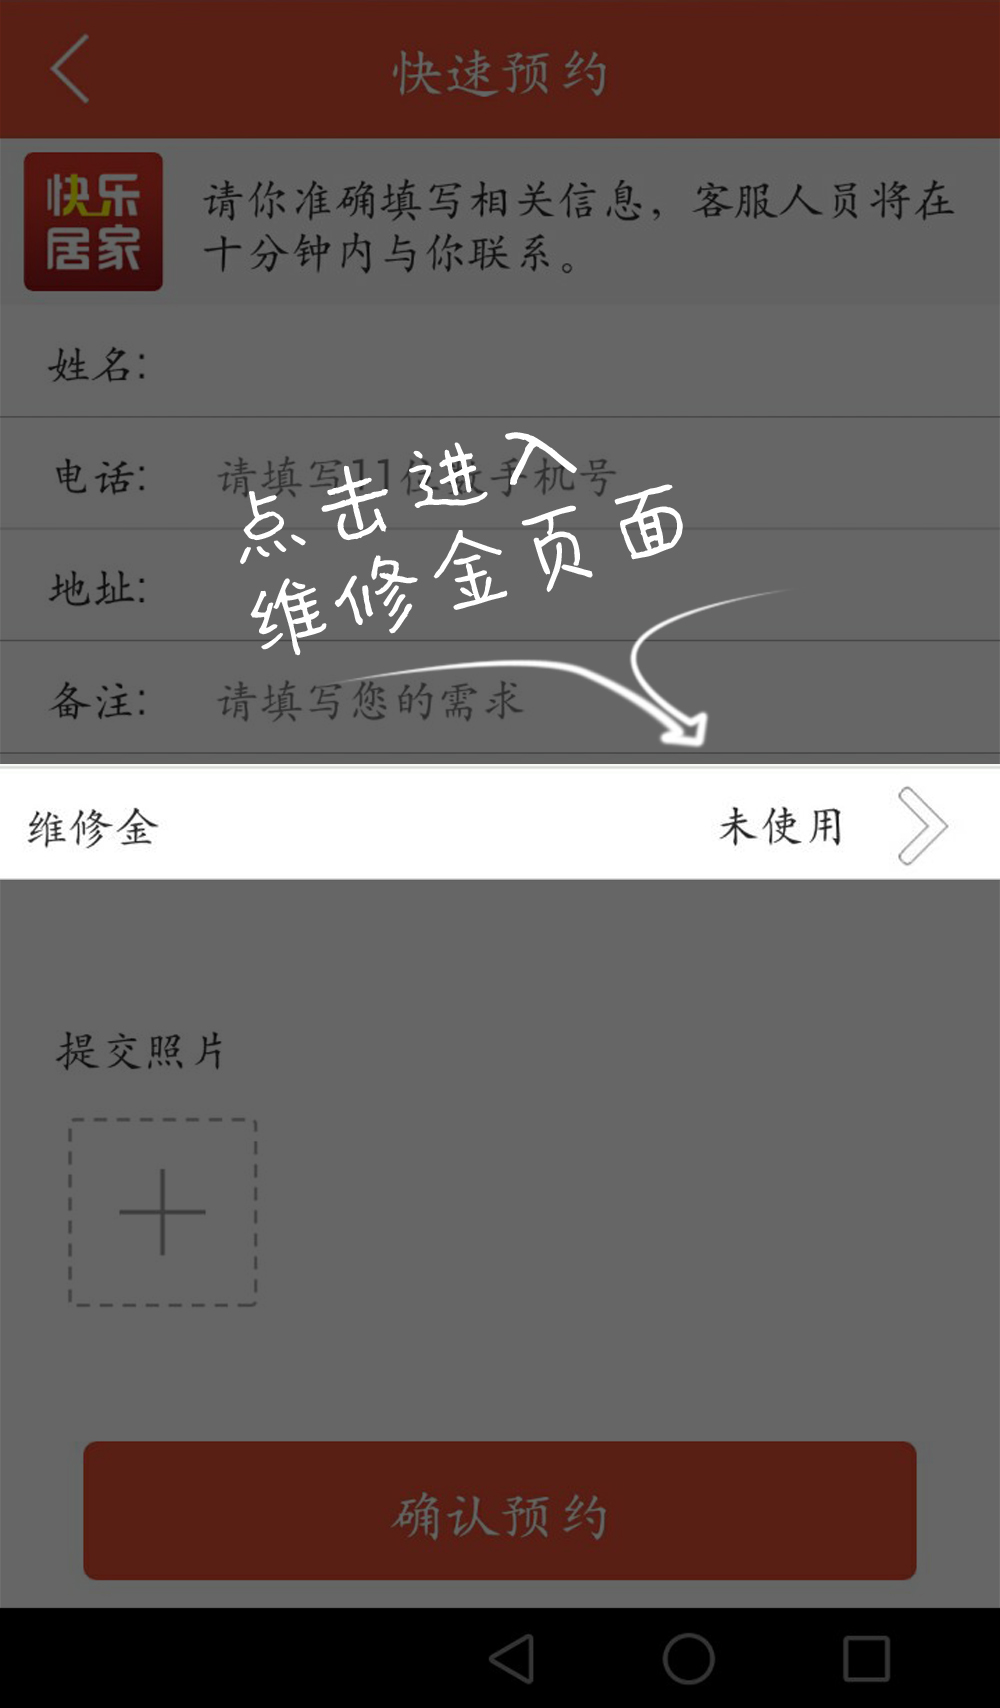 快速预约
快乐
居家
请你准确填写相关信息，客服人员将在
十分钟内与你联系。
姓名:
电话: 请填写11位数手机号
点击进入
维修金页面
地址:
备注: 请填写您的需求
维修金 未使用
提交照片
确认预约